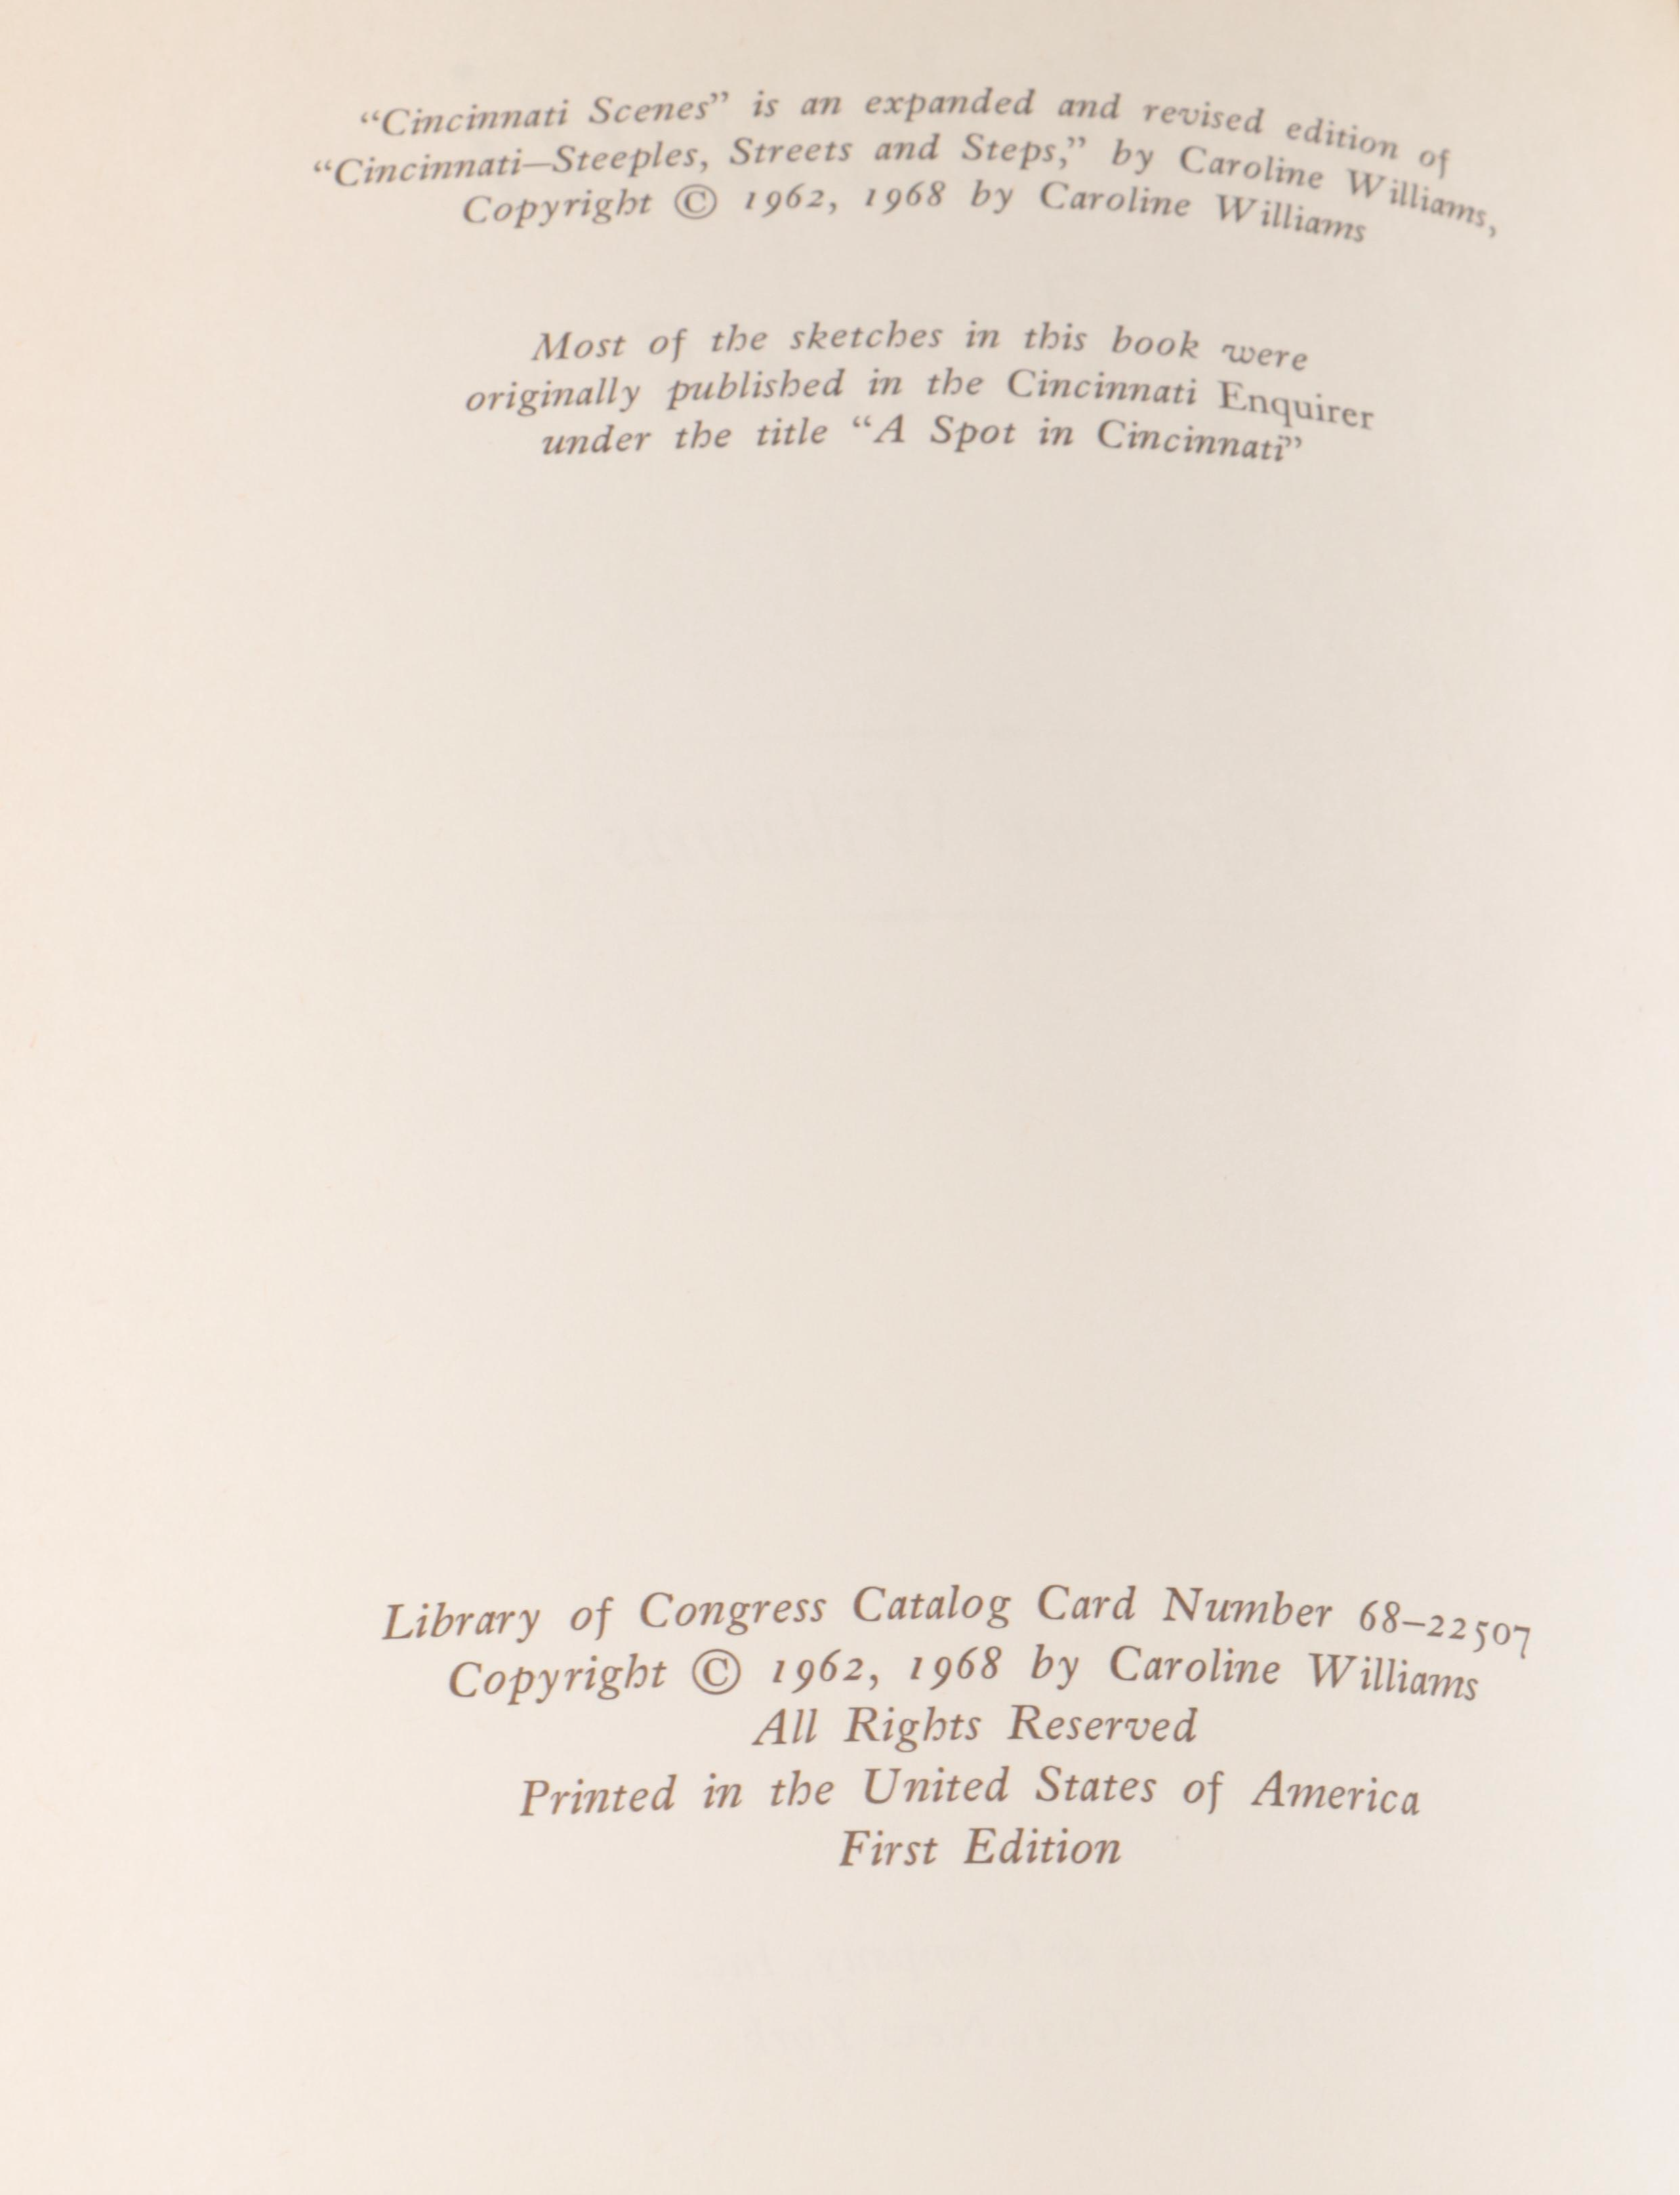 “Cincinnati Scenes” is an expanded and revised edition of
“Cincinnati—Steeples, Streets and Steps,” by Caroline Williams,
Copyright © 1962, 1968 by Caroline Williams
Most of the sketches in this book were
originally published in the Cincinnati Enquirer
under the title “A Spot in Cincinnati”
Library of Congress Catalog Card Number 68–22507
Copyright © 1962, 1968 by Caroline Williams
All Rights Reserved
Printed in the United States of America
First Edition